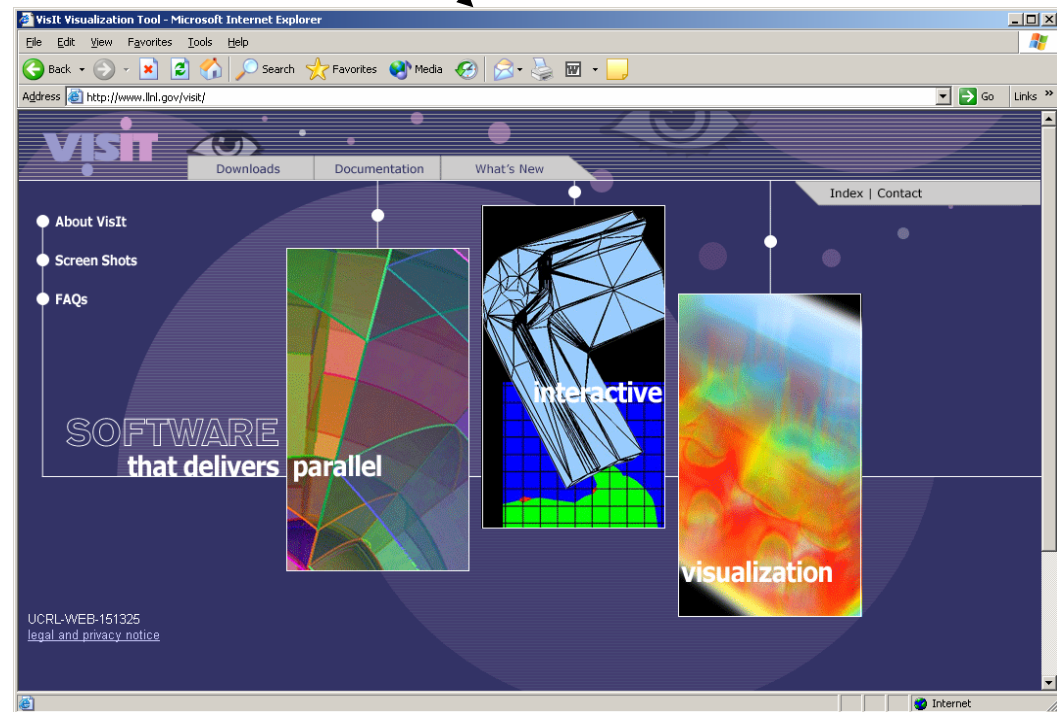 VisIt Visualization Tool - Microsoft Internet Explorer
File Edit View Favorites Tools Help
Back Search Favorites Media W
Address http://www.llnl.gov/visit/ Go Links »
VISIT
Downloads Documentation What's New
Index | Contact
About VisIt
Screen Shots
FAQs
interactive
SOFTWARE
that delivers parallel
visualization
UCRL-WEB-151325
legal and privacy notice
Internet